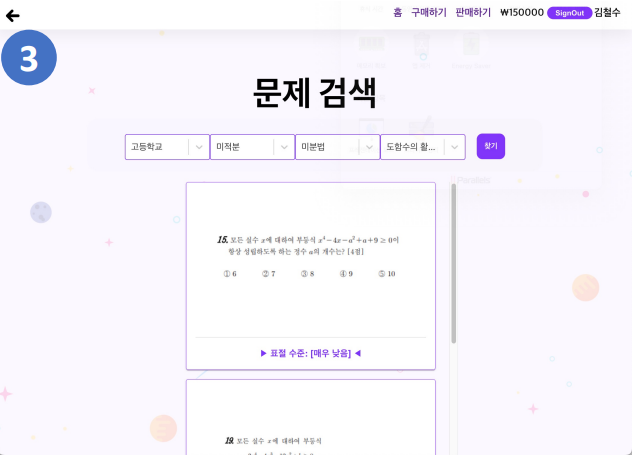 홈 구매하기 판매하기 ₩150000 SignOut 김철수
3
문제 검색
고등학교 미적분 미분법 도함수의 활... 찾기
15. 모든 실수 x에 대하여 부등식 x⁴-4x-a²+a+9 ≥ 0이
항상 성립하도록 하는 정수 a의 개수는? [4점]
① 6 ② 7 ③ 8 ④ 9 ⑤ 10
▶ 표절 수준: [매우 낮음] ◀
19. 모든 실수 x에 대하여 부등식